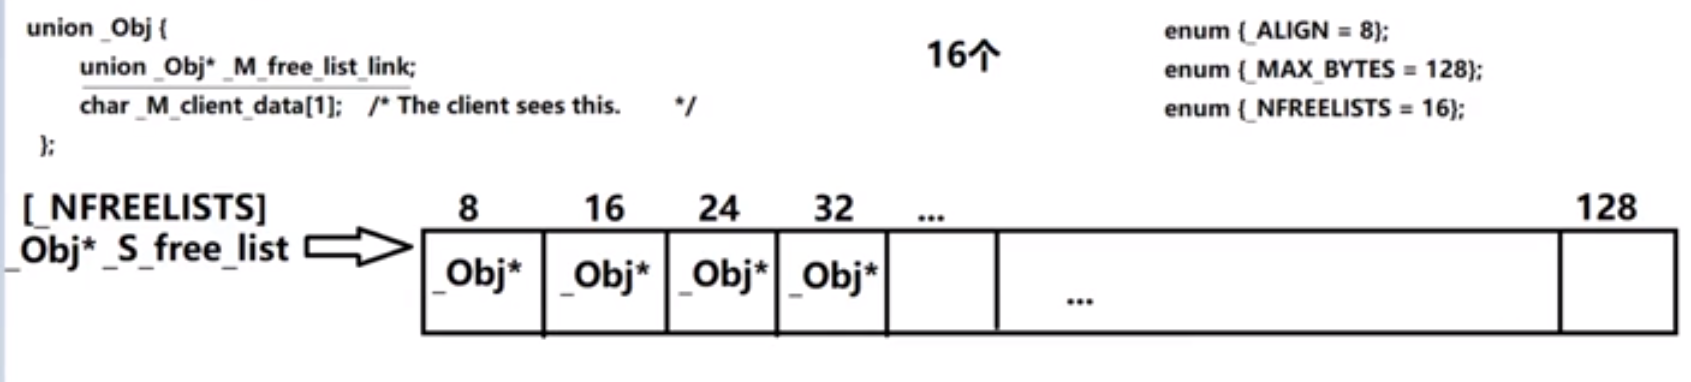 union _Obj {
union _Obj* _M_free_list_link;
char _M_client_data[1];    /* The client sees this.        */
};
16个
enum {_ALIGN = 8};
enum {_MAX_BYTES = 128};
enum {_NFREELISTS = 16};
[_NFREELISTS]
_Obj* _S_free_list
8 16 24 32 ... 128
_Obj* _Obj* _Obj* _Obj* ...